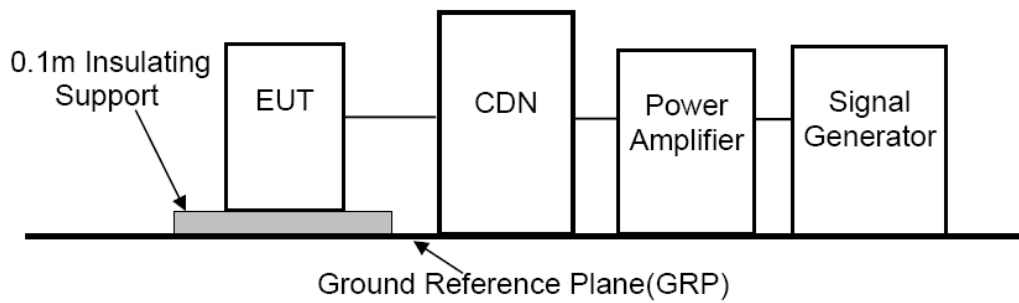 0.1m Insulating
Support
EUT
CDN
Power
Amplifier
Signal
Generator
Ground Reference Plane(GRP)